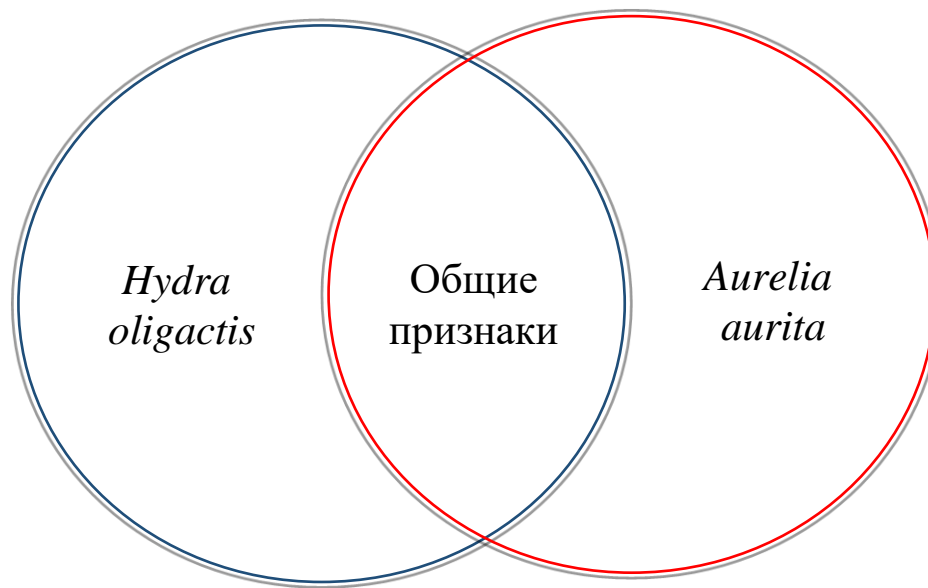 Hydra
oligactis
Общие
признаки
Aurelia
aurita